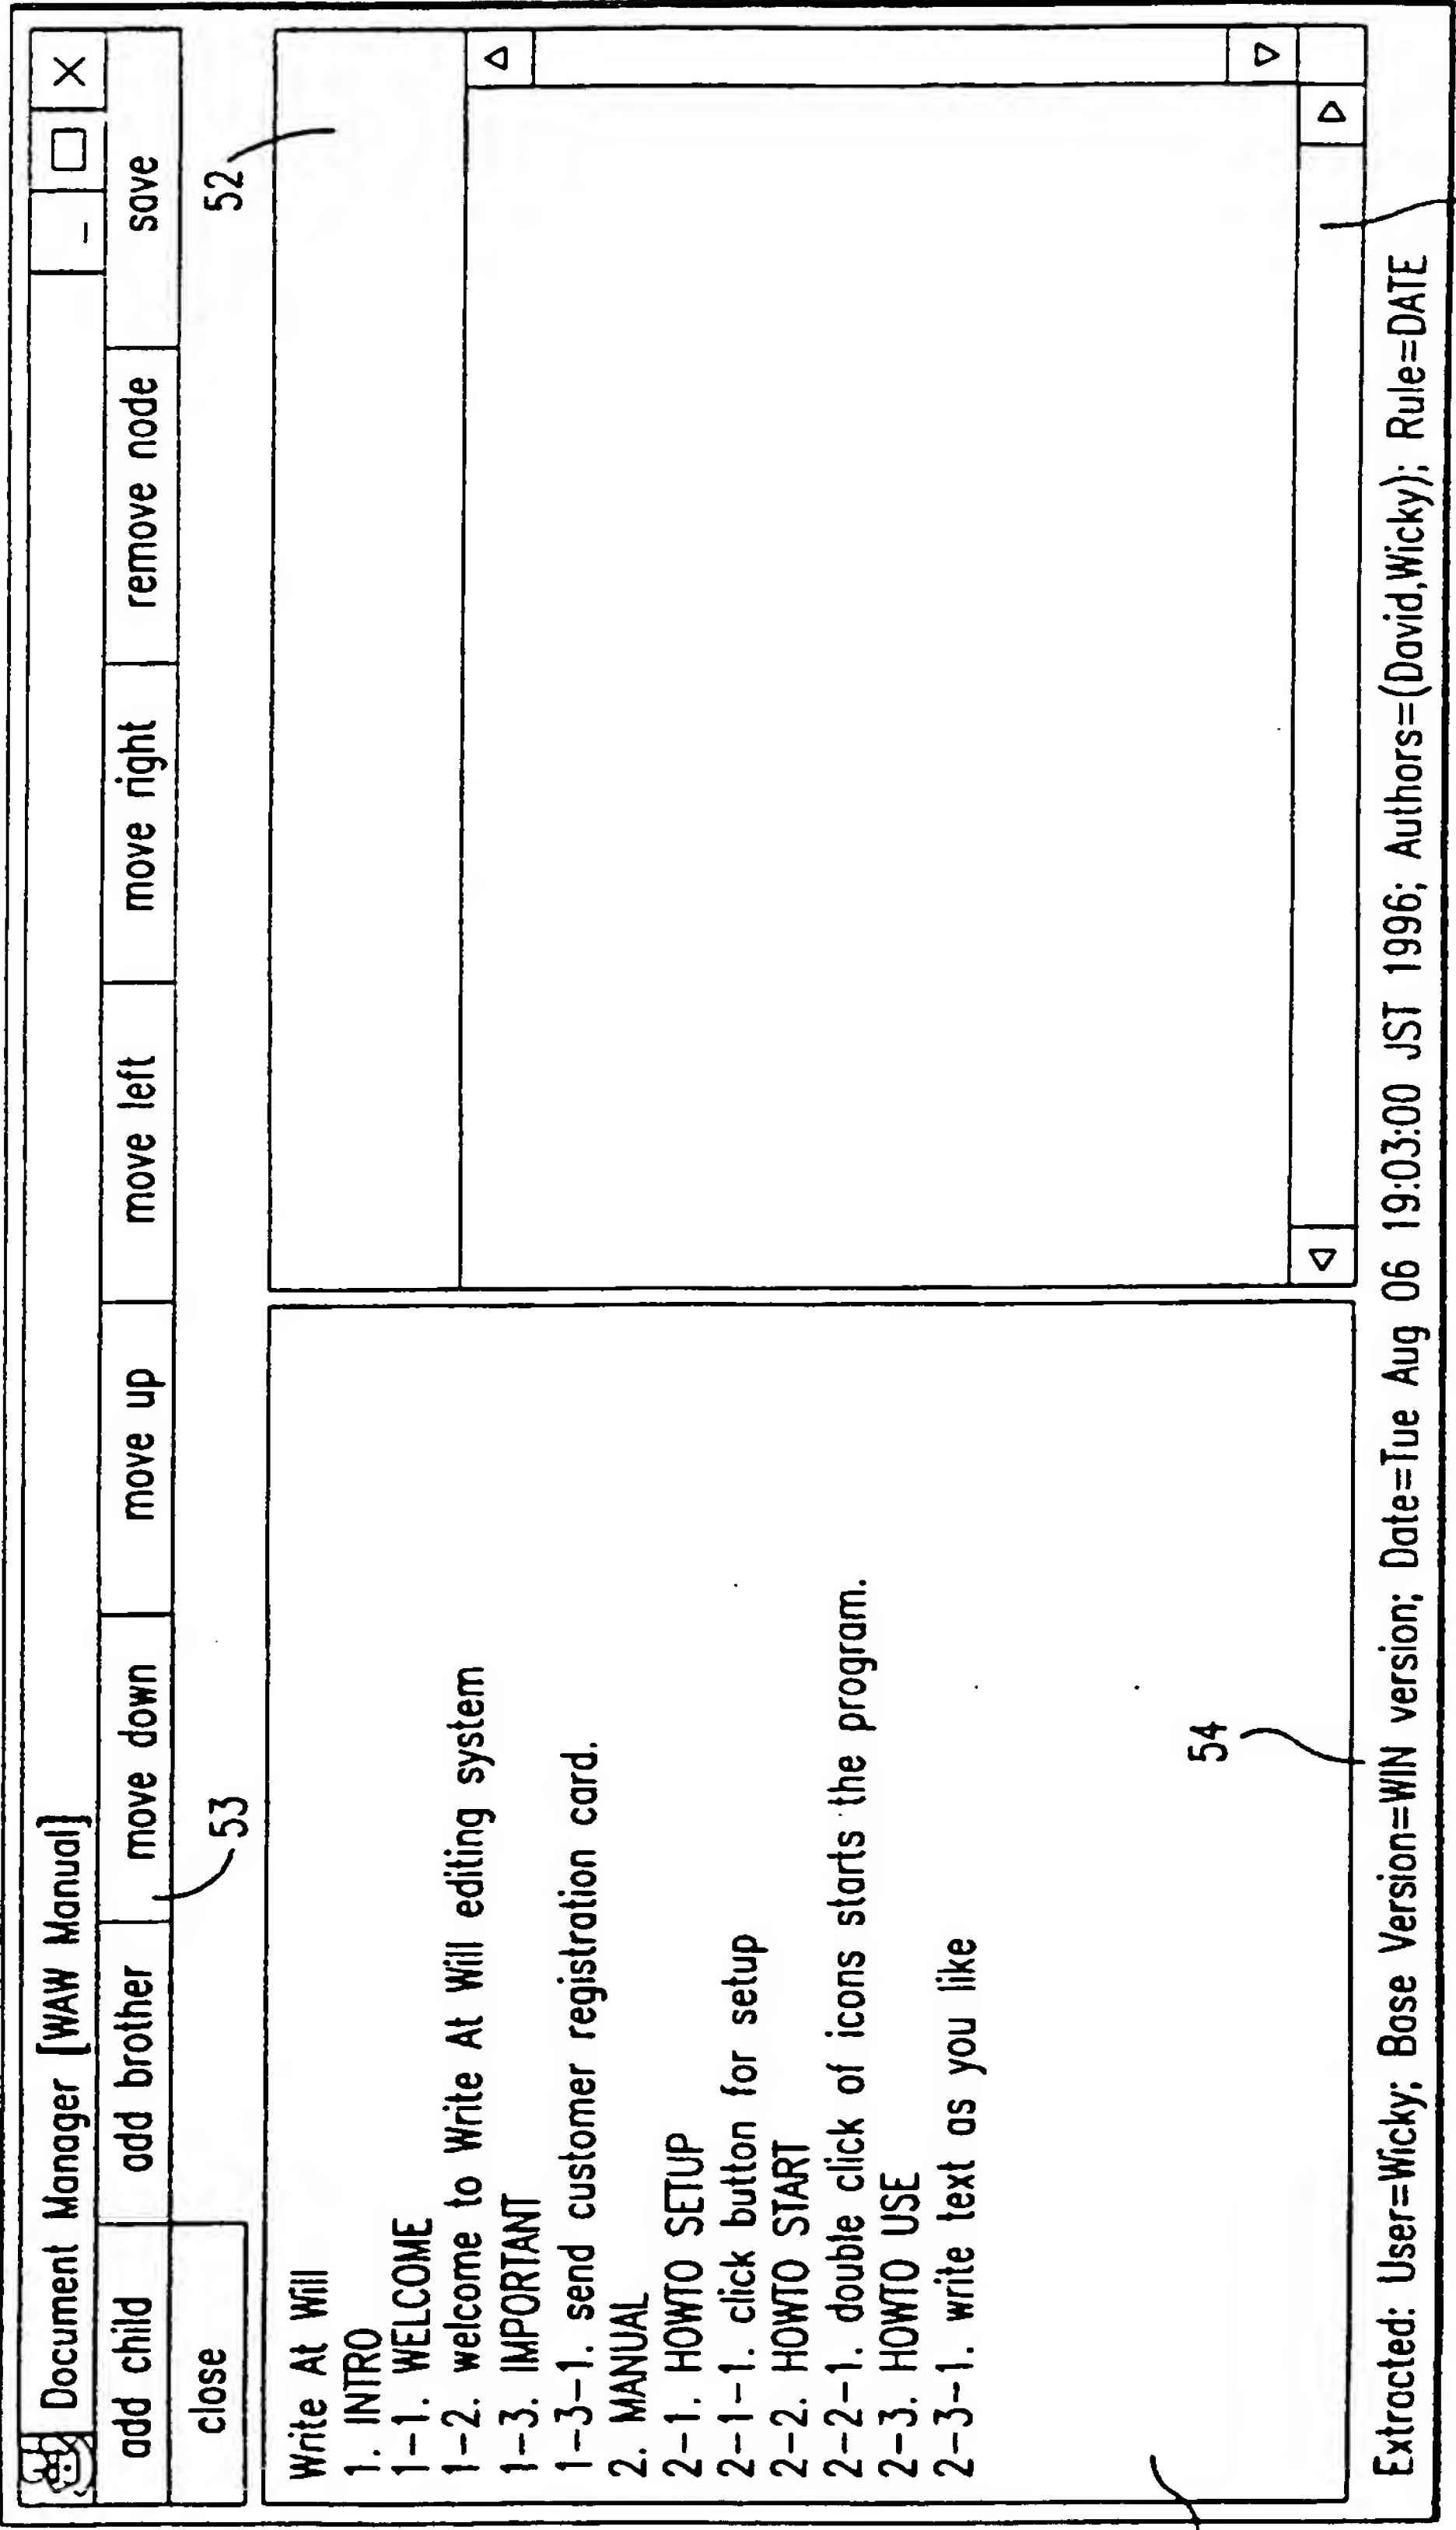 Document Manager [WAW Manual]
_ □ X
add child add brother move down move up move left move right remove node save
close
53
52
Write At Will
1. INTRO
1-1. WELCOME
1-2. welcome to Write At Will editing system
1-3. IMPORTANT
1-3-1. send customer registration card.
2. MANUAL
2-1. HOWTO SETUP
2-1-1. click button for setup
2-2. HOWTO START
2-2-1. double click of icons starts the program.
2-3. HOWTO USE
2-3-1. write text as you like
54
Extracted: User=Wicky; Base Version=WIN version; Date=Tue Aug 06 19:03:00 JST 1996; Authors=(David,Wicky); Rule=DATE